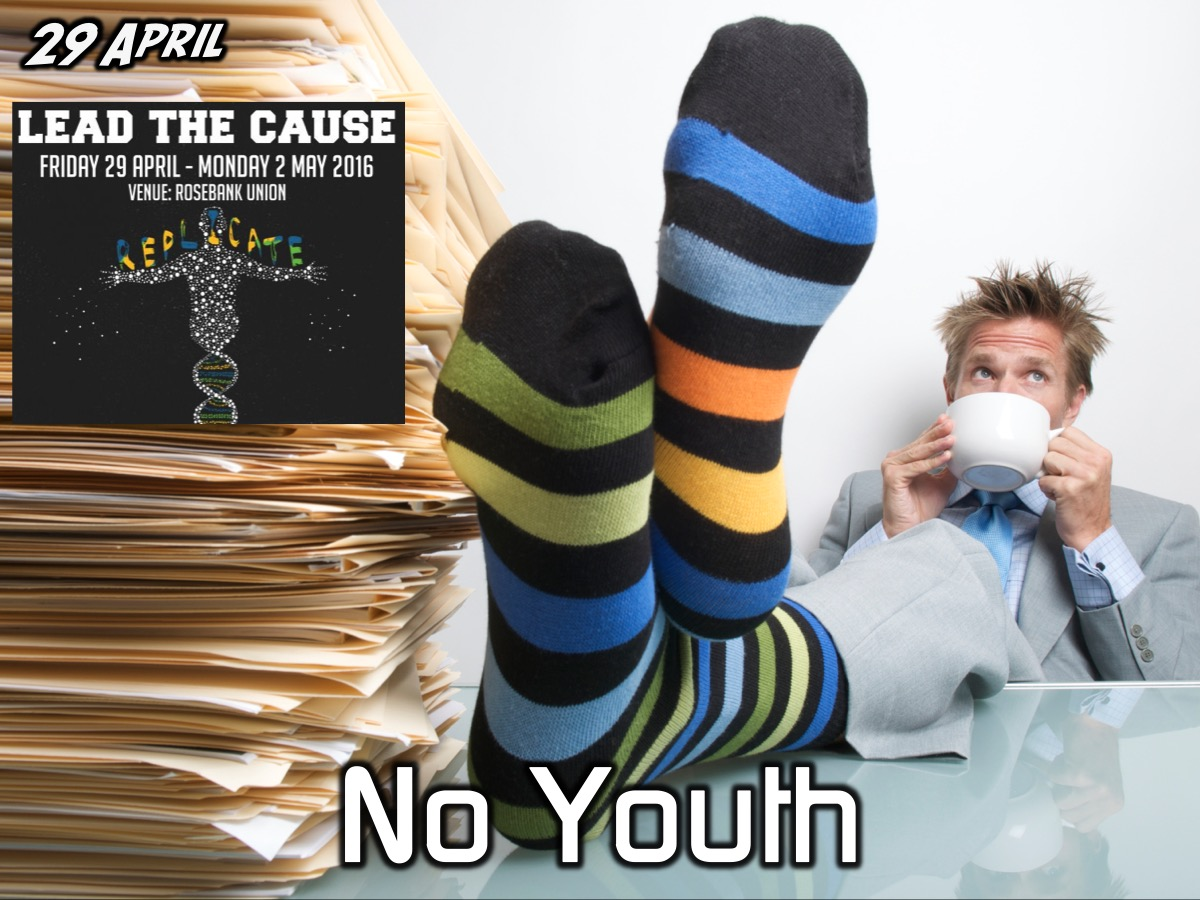 29 April
LEAD THE CAUSE
FRIDAY 29 APRIL - MONDAY 2 MAY 2016
VENUE: ROSEBANK UNION
REPLICATE
No Youth